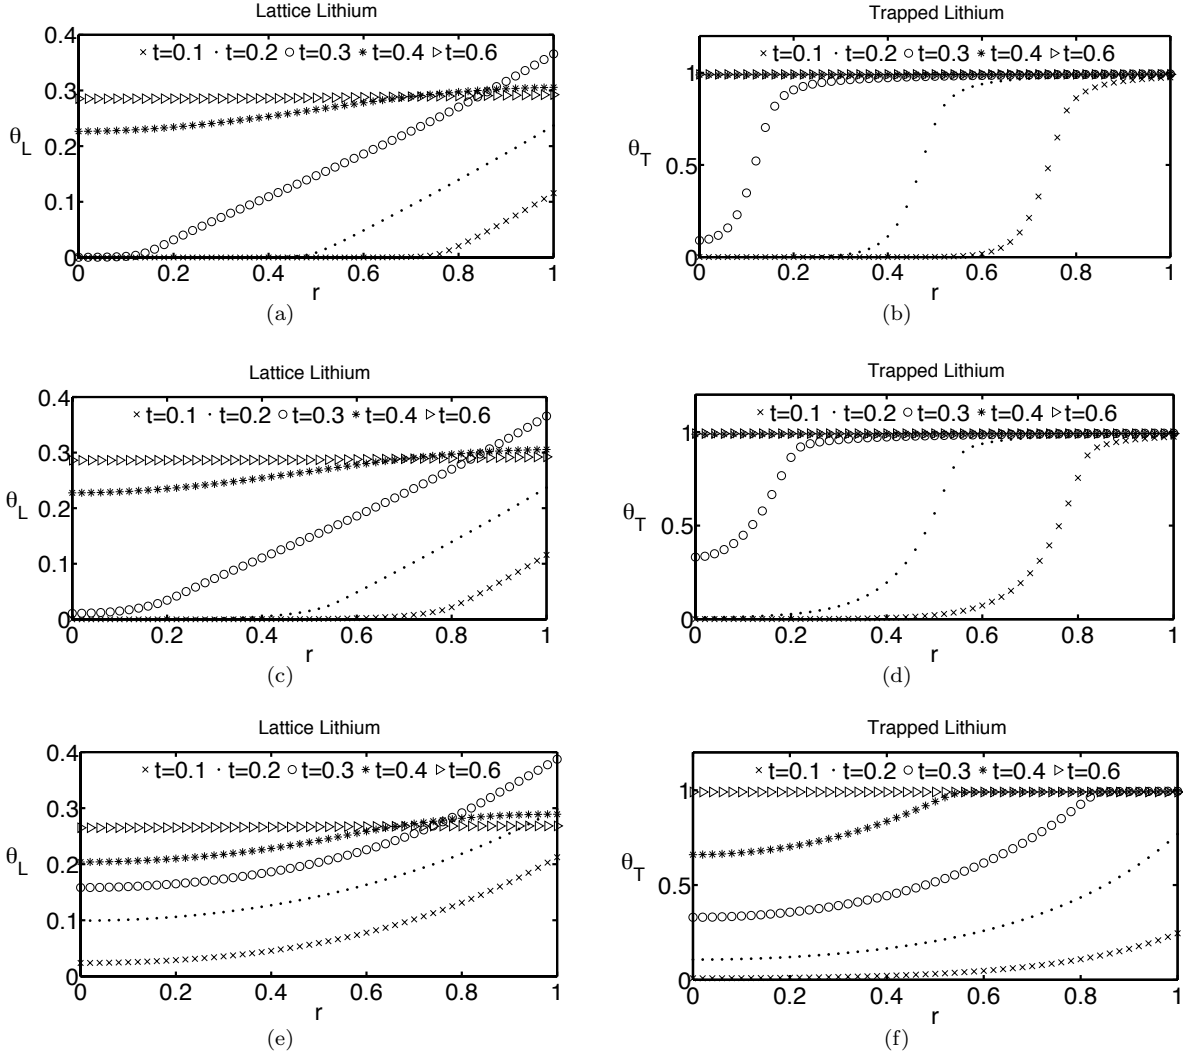 Lattice Lithium
× t=0.1 · t=0.2 ○ t=0.3 ∗ t=0.4 ▷ t=0.6
0.4
0.3
θL
0.2
0.1
0
0 0.2 0.4 0.6 0.8 1
r
(a)
Trapped Lithium
× t=0.1 · t=0.2 ○ t=0.3 ∗ t=0.4 ▷ t=0.6
1
θT
0.5
0
0 0.2 0.4 0.6 0.8 1
r
(b)
Lattice Lithium
× t=0.1 · t=0.2 ○ t=0.3 ∗ t=0.4 ▷ t=0.6
0.4
0.3
θL
0.2
0.1
0
0 0.2 0.4 0.6 0.8 1
r
(c)
Trapped Lithium
× t=0.1 · t=0.2 ○ t=0.3 ∗ t=0.4 ▷ t=0.6
1
θT
0.5
0
0 0.2 0.4 0.6 0.8 1
r
(d)
Lattice Lithium
× t=0.1 · t=0.2 ○ t=0.3 ∗ t=0.4 ▷ t=0.6
0.4
0.3
θL
0.2
0.1
0
0 0.2 0.4 0.6 0.8 1
r
(e)
Trapped Lithium
× t=0.1 · t=0.2 ○ t=0.3 ∗ t=0.4 ▷ t=0.6
1
θT
0.5
0
0 0.2 0.4 0.6 0.8 1
r
(f)